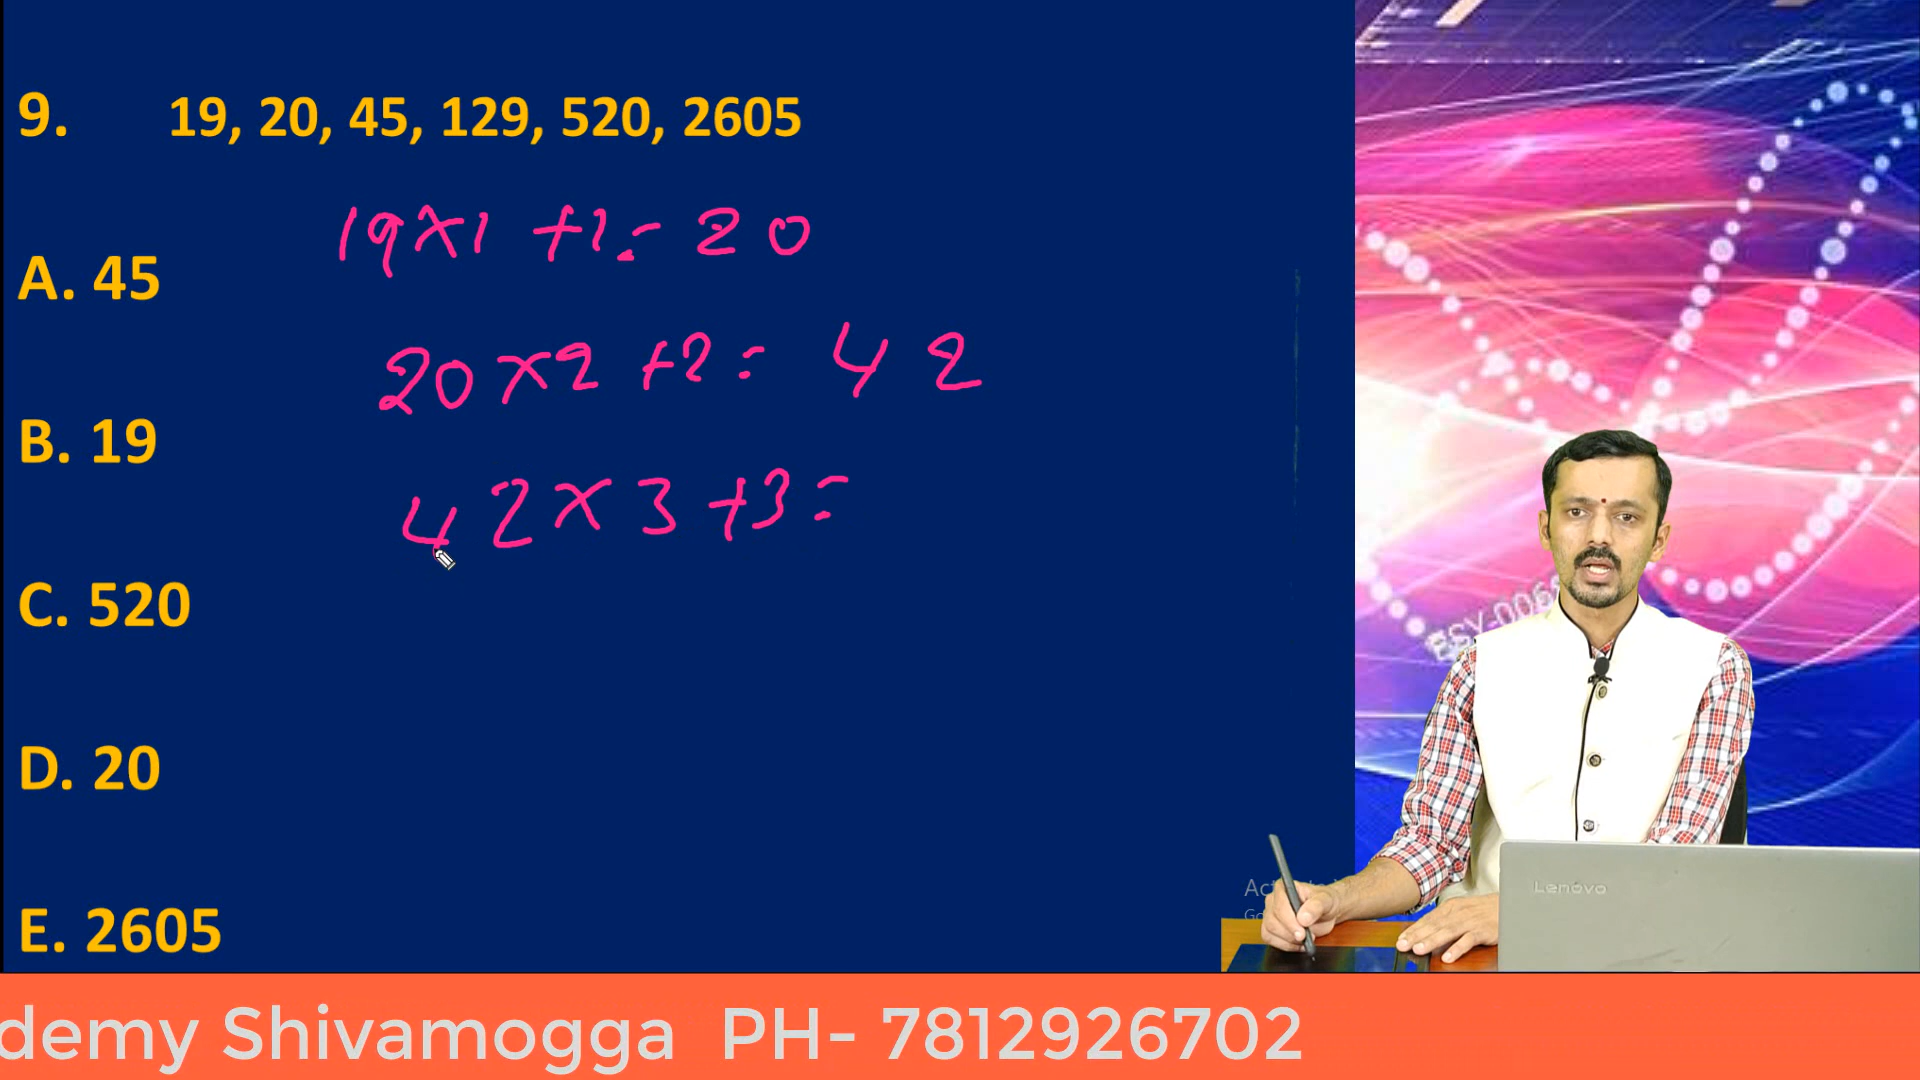 9. 19, 20, 45, 129, 520, 2605
19×1 +1= 20
A. 45
20×2 +2= 42
B. 19
42×3+3=
C. 520
D. 20
E. 2605
Lenovo
demy Shivamogga PH- 7812926702